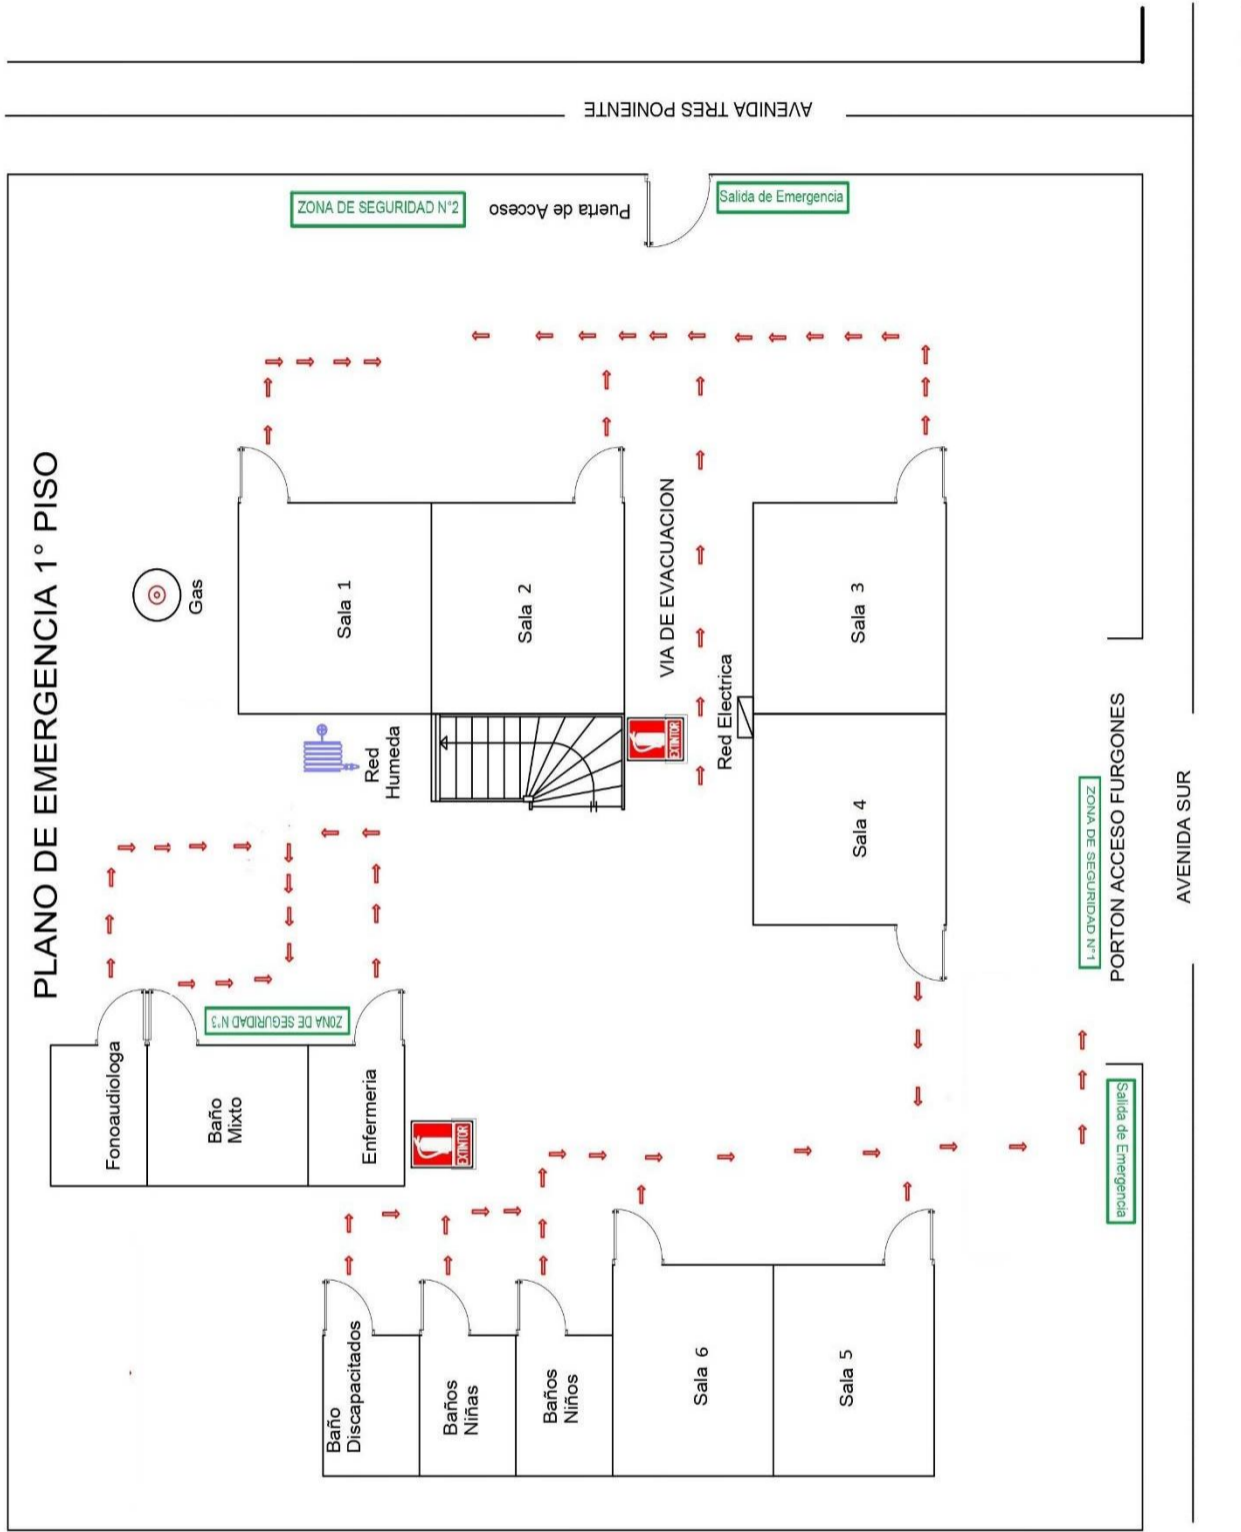 PLANO DE EMERGENCIA 1° PISO
AVENIDA TRES PONIENTE
ZONA DE SEGURIDAD N°2
Puerta de Acceso
Salida de Emergencia
Gas
Sala 1
Sala 2
VIA DE EVACUACION
Sala 3
Red
Humeda
EXTINTOR
Red Electrica
Sala 4
ZONA DE SEGURIDAD N°1
PORTON ACCESO FURGONES
AVENIDA SUR
Fonoaudiologa
Baño
Mixto
ZONA DE SEGURIDAD N°3
Enfermeria
EXTINTOR
Salida de Emergencia
Baño
Discapacitados
Baños
Niñas
Baños
Niños
Sala 6
Sala 5